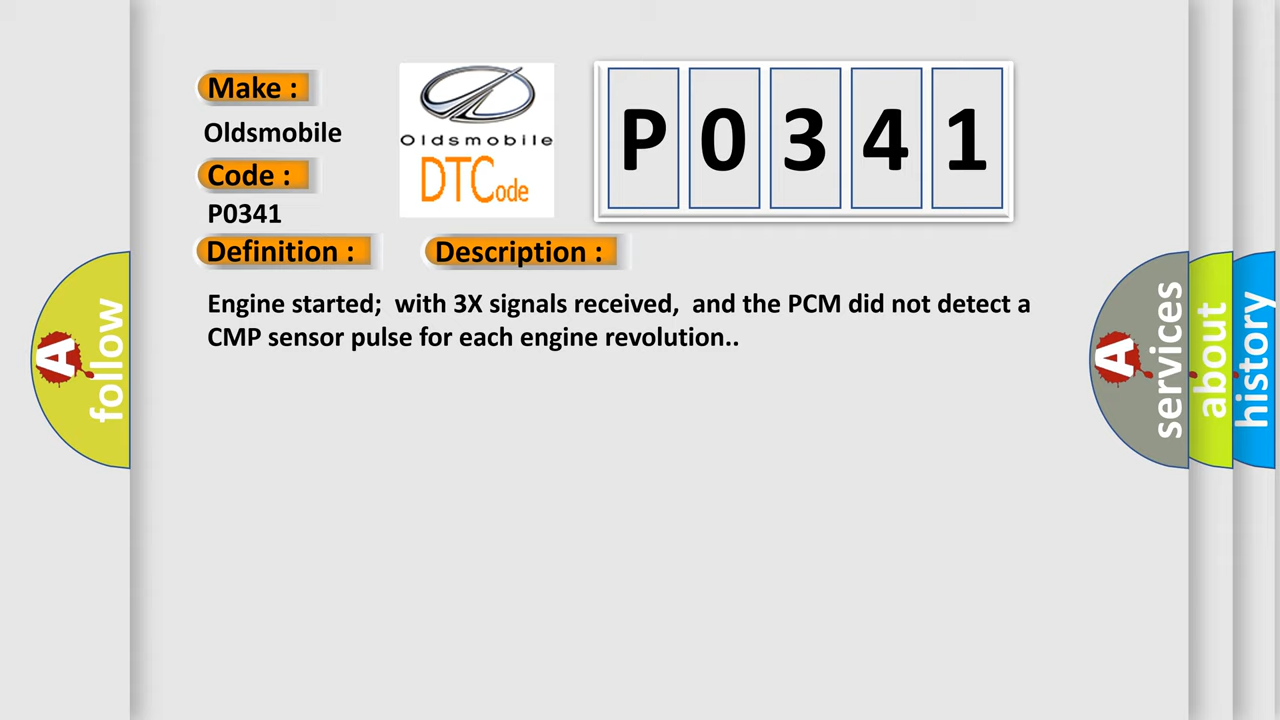 Make :
Oldsmobile
Code :
P0341
Oldsmobile
DTCode
P0341
Definition :
Description :
Engine started;  with 3X signals received,  and the PCM did not detect a
CMP sensor pulse for each engine revolution..
A follow
A services
about
history